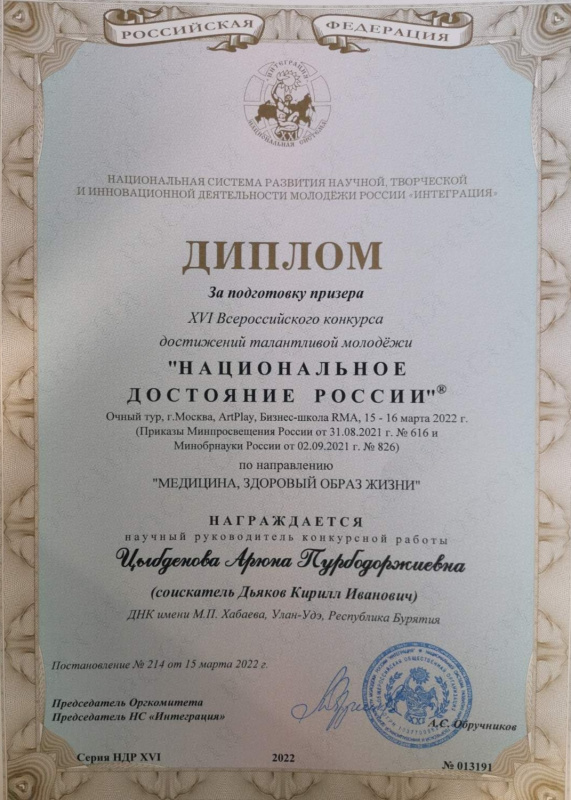 РОССИЙСКАЯ ФЕДЕРАЦИЯ
ИНТЕГРАЦИЯ
XXI
НАЦИОНАЛЬНАЯ СИСТЕМА РАЗВИТИЯ НАУЧНОЙ, ТВОРЧЕСКОЙ
И ИННОВАЦИОННОЙ ДЕЯТЕЛЬНОСТИ МОЛОДЁЖИ РОССИИ «ИНТЕГРАЦИЯ»
ДИПЛОМ
За подготовку призера
XVI Всероссийского конкурса
достижений талантливой молодёжи
"НАЦИОНАЛЬНОЕ
ДОСТОЯНИЕ РОССИИ"®
Очный тур, г.Москва, ArtPlay, Бизнес-школа RMA, 15 - 16 марта 2022 г.
(Приказы Минпросвещения России от 31.08.2021 г. № 616 и
Минобрнауки России от 02.09.2021 г. № 826)
по направлению
"МЕДИЦИНА, ЗДОРОВЫЙ ОБРАЗ ЖИЗНИ"
НАГРАЖДАЕТСЯ
научный руководитель конкурсной работы
Цыбденова Арюна Пурбодоржиевна
(соискатель Дьяков Кирилл Иванович)
ДНК имени М.П. Хабаева, Улан-Удэ, Республика Бурятия
Постановление № 214 от 15 марта 2022 г.
Председатель Оргкомитета
Председатель НС «Интеграция»
А.С. Обручников
Серия НДР XVI
2022
№ 013191